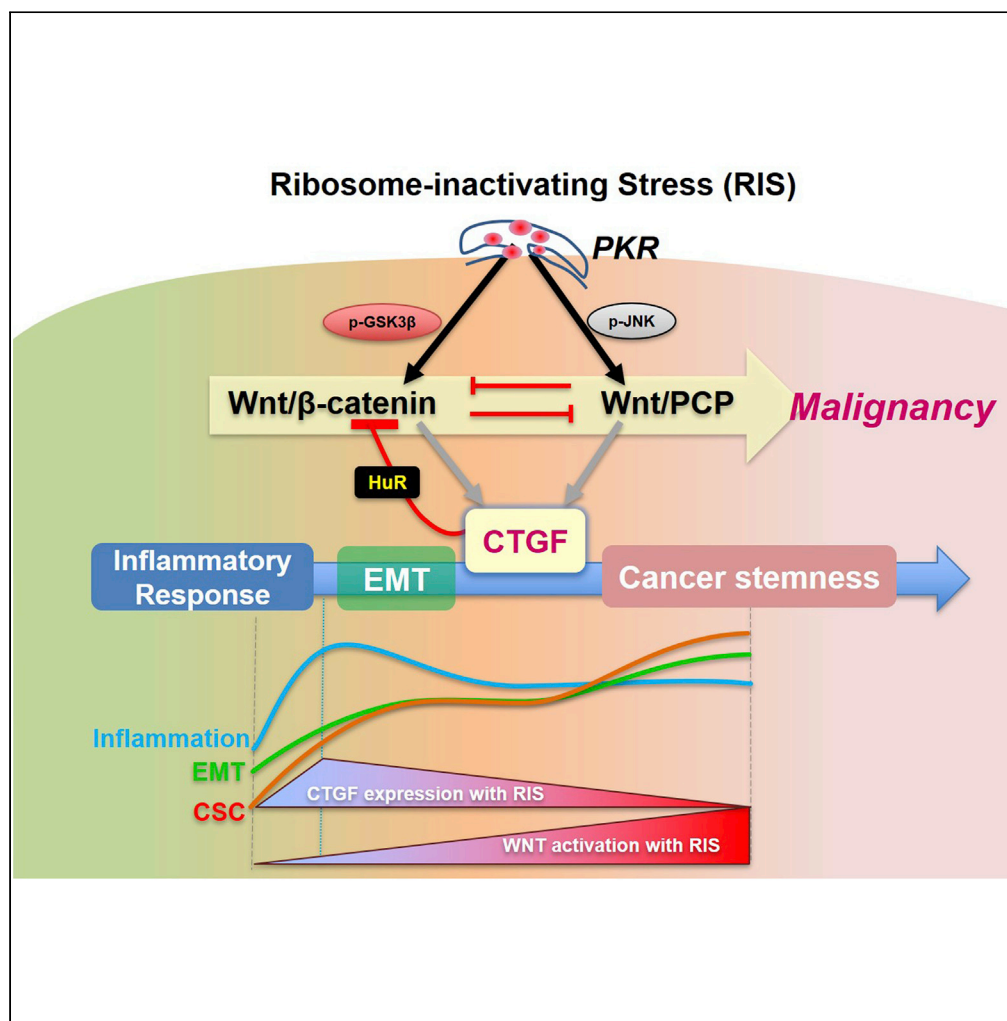 Ribosome-inactivating Stress (RIS)
PKR
p-GSK3β
p-JNK
Wnt/β-catenin
Wnt/PCP
Malignancy
HuR
CTGF
Inflammatory
Response
EMT
Cancer stemness
Inflammation
EMT
CSC
CTGF expression with RIS
WNT activation with RIS